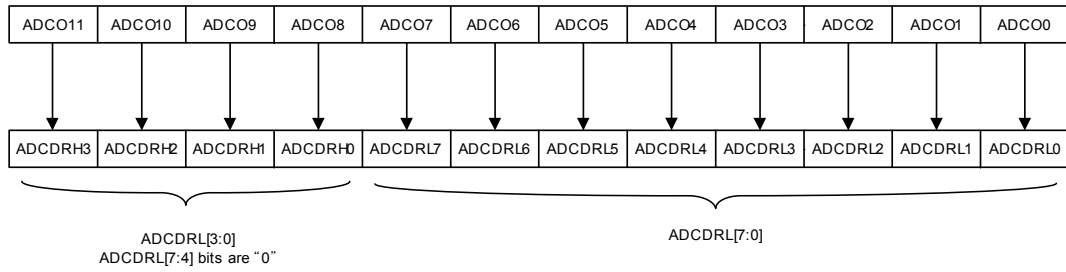 ADCO11 ADCO10 ADCO9 ADCO8 ADCO7 ADCO6 ADCO5 ADCO4 ADCO3 ADCO2 ADCO1 ADCO0
ADCDRH3 ADCDRH2 ADCDRH1 ADCDRH0 ADCDRL7 ADCDRL6 ADCDRL5 ADCDRL4 ADCDRL3 ADCDRL2 ADCDRL1 ADCDRL0
ADCDRL[3:0] ADCDRL[7:0]
ADCDRL[7:4] bits are “0”